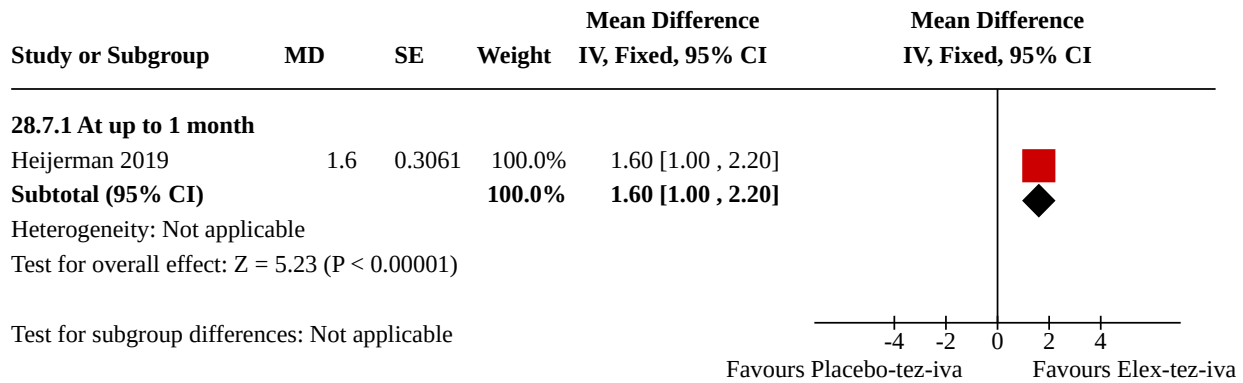 Mean Difference Mean Difference
Study or Subgroup MD SE Weight IV, Fixed, 95% CI IV, Fixed, 95% CI
28.7.1 At up to 1 month
Heijerman 2019 1.6 0.3061 100.0% 1.60 [1.00 , 2.20]
Subtotal (95% CI) 100.0% 1.60 [1.00 , 2.20]
Heterogeneity: Not applicable
Test for overall effect: Z = 5.23 (P < 0.00001)
Test for subgroup differences: Not applicable
-4 -2 0 2 4
Favours Placebo-tez-iva Favours Elex-tez-iva